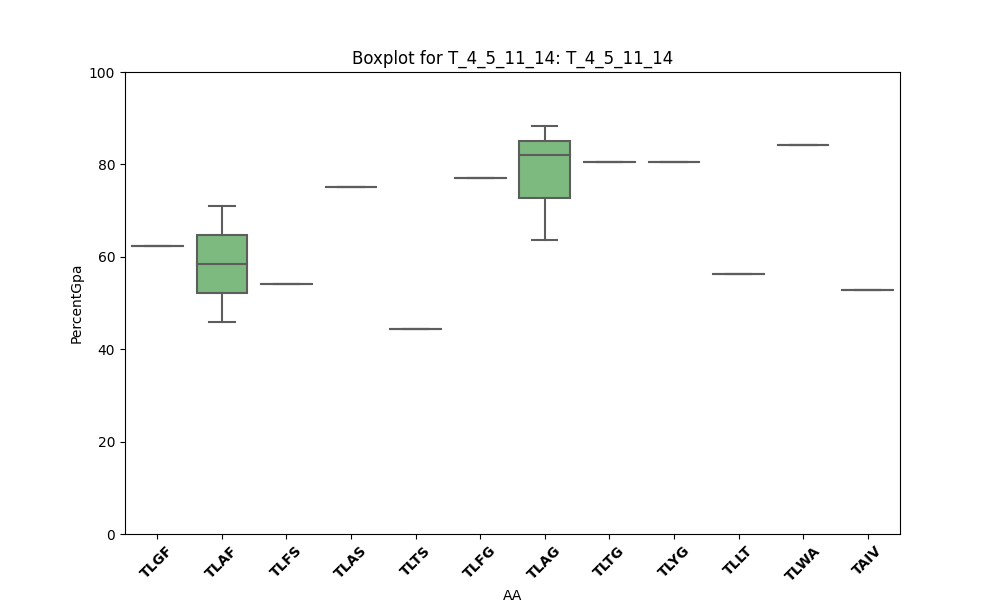 Boxplot for T_4_5_11_14: T_4_5_11_14
100
80
60
40
20
0
PercentGpa
TLGF TLAF TLFS TLAS TLTS TLFG TLAG TLTG TLYG TLLT TLWA TAIV
AA